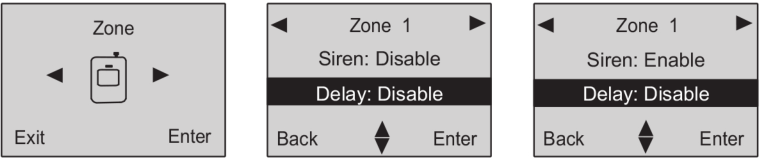 Zone
Exit Enter
Zone 1
Siren: Disable
Delay: Disable
Back Enter
Zone 1
Siren: Enable
Delay: Disable
Back Enter